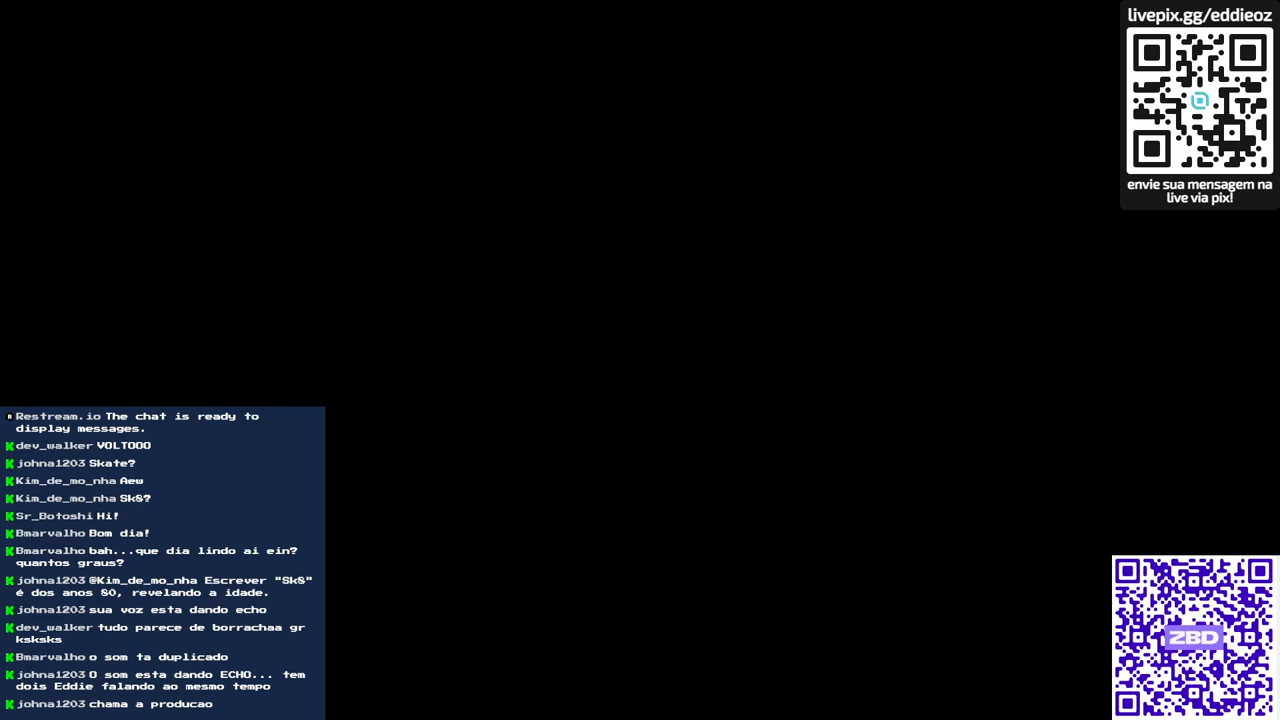 livepix.gg/eddieoz
envie sua mensagem na
live via pix!
Restream.io The chat is ready to
display messages.
dev_walker VOLTOOO
johna1203 Skate?
Kim_de_mo_nha Aew
Kim_de_mo_nha Sk8?
Sr_Botoshi Hi!
Bmarvalho Bom dia!
Bmarvalho bah...que dia lindo ai ein?
quantos graus?
johna1203 @Kim_de_mo_nha Escrever "Sk8"
é dos anos 80, revelando a idade.
johna1203 sua voz esta dando echo
dev_walker tudo parece de borrachaa gr
ksksks
Bmarvalho o som ta duplicado
johna1203 O som esta dando ECHO... tem
dois Eddie falando ao mesmo tempo
johna1203 chama a producao
ZBD